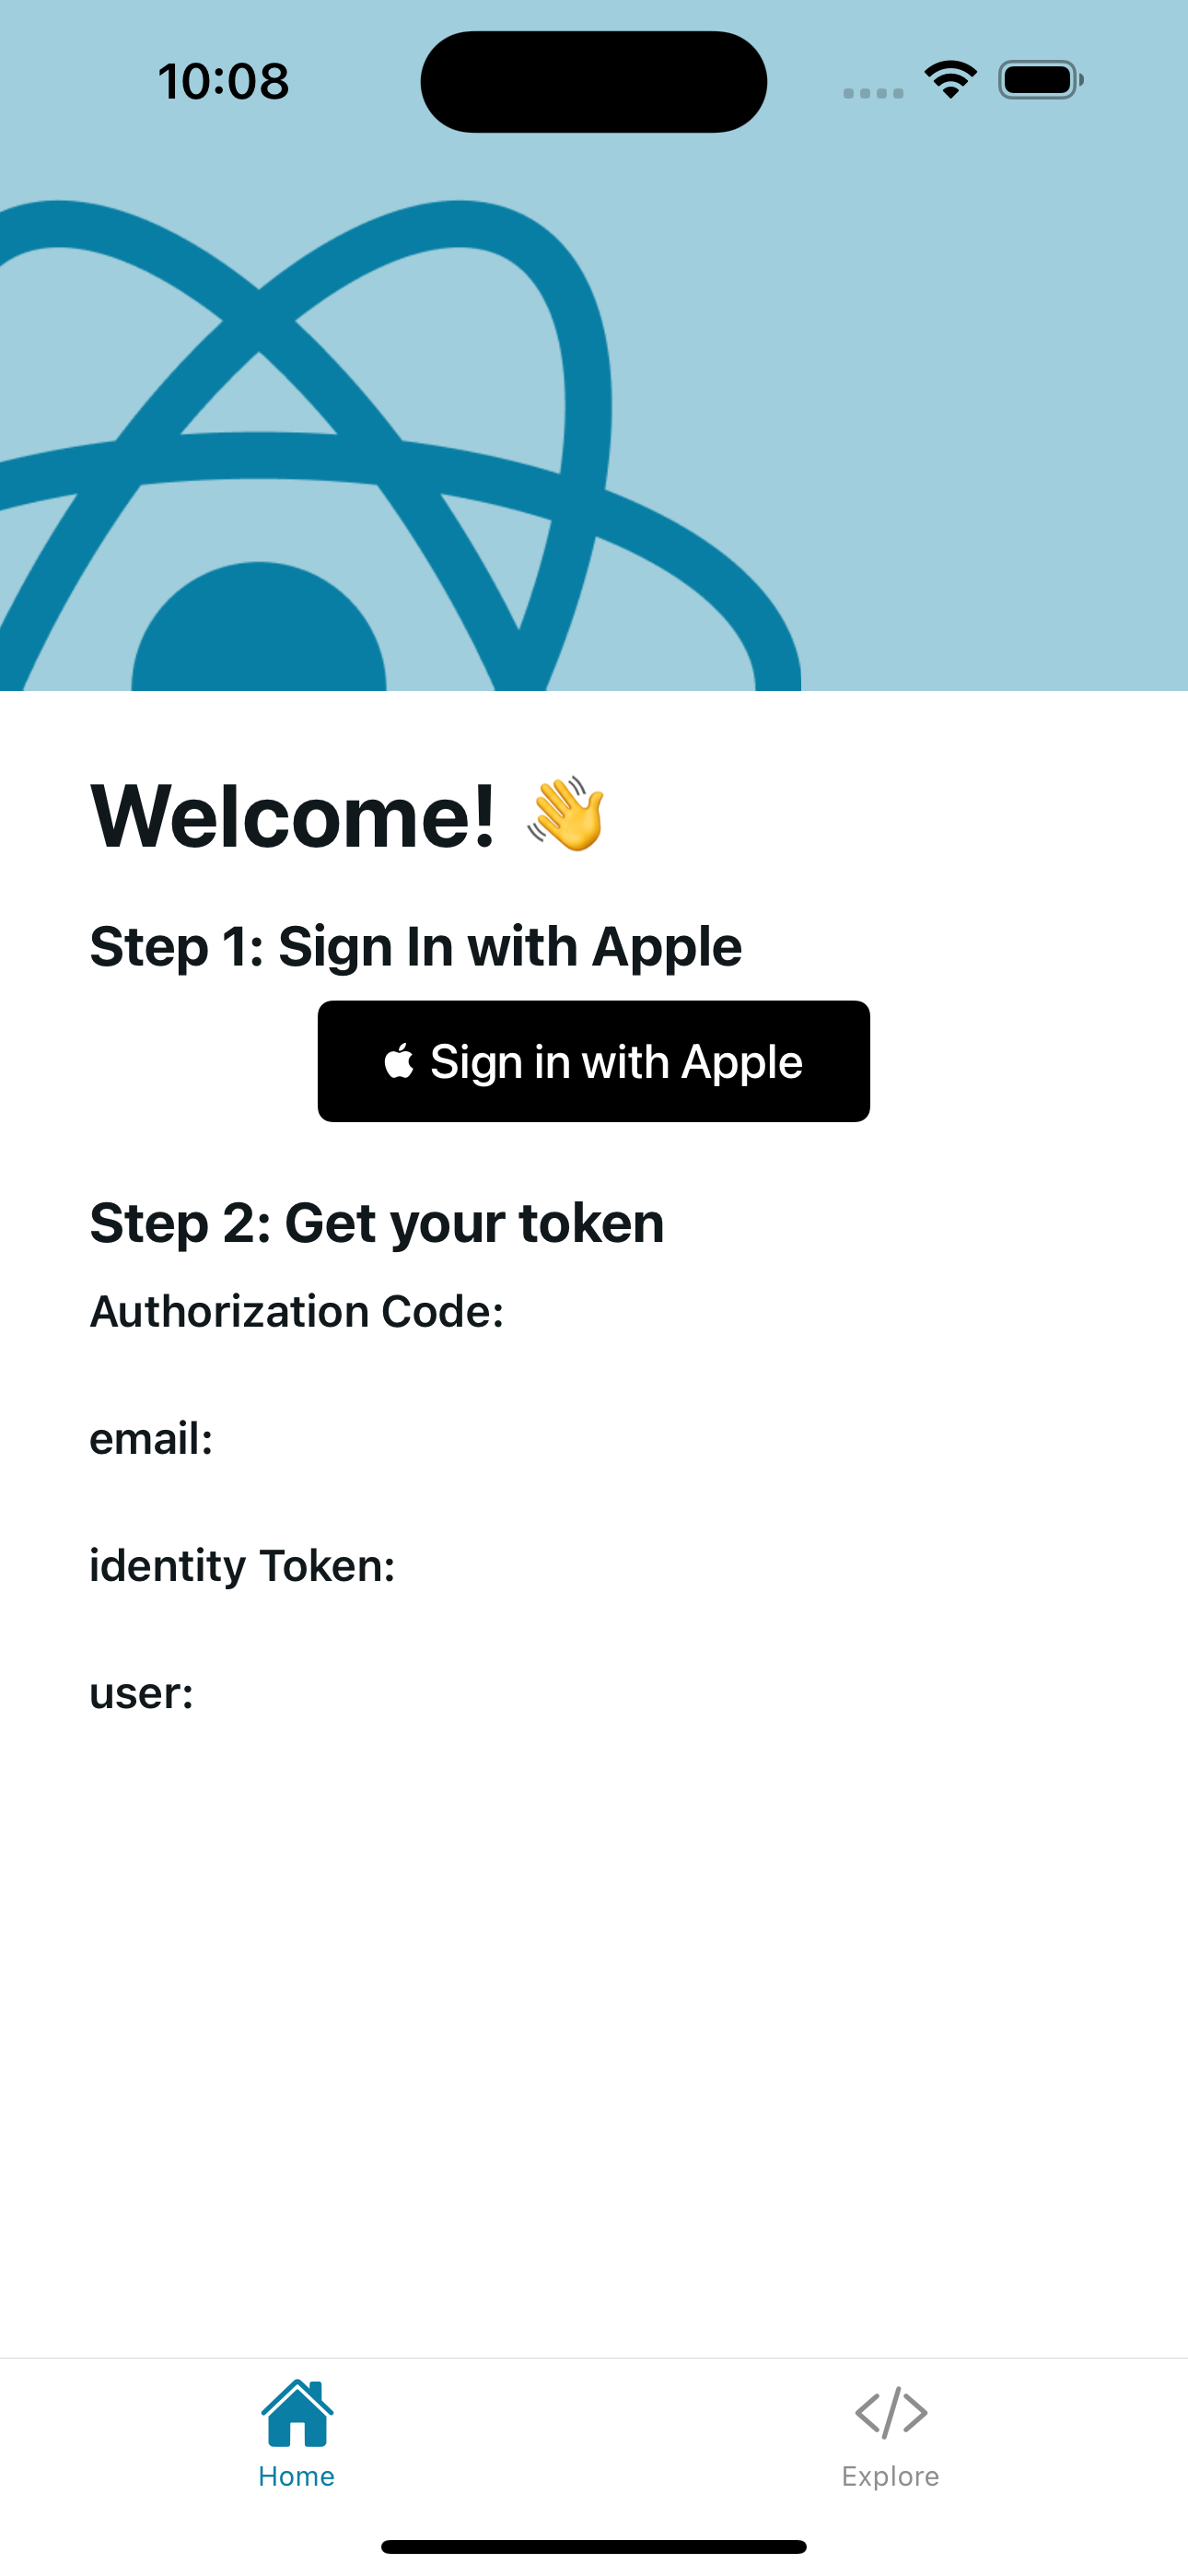 10:08
Welcome! 👋
Step 1: Sign In with Apple
Sign in with Apple
Step 2: Get your token
Authorization Code:
email:
identity Token:
user:
Home
Explore